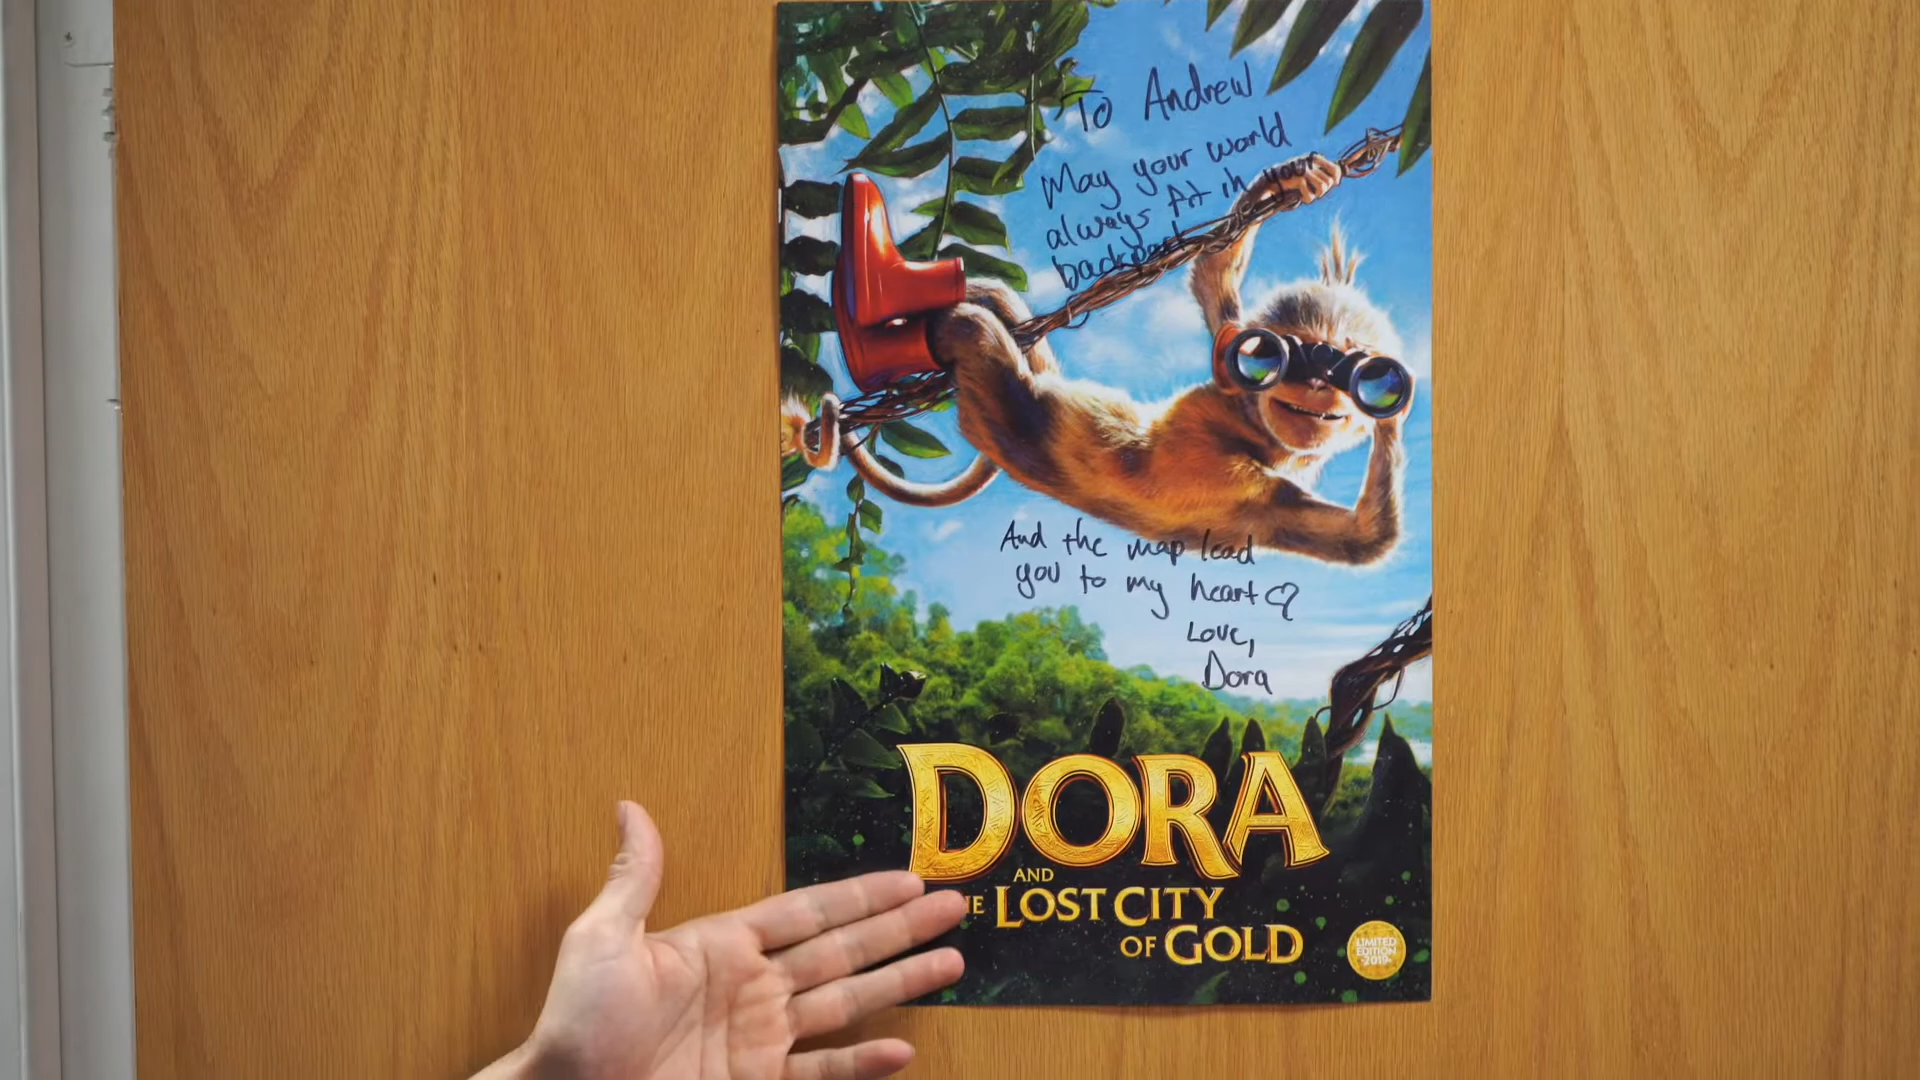 To Andrew
May your world
always fit in your
backpack
And the map lead
you to my heart
Love,
Dora
DORA
AND
HE LOST CITY
OF GOLD
LIMITED
EDITION
-2019-